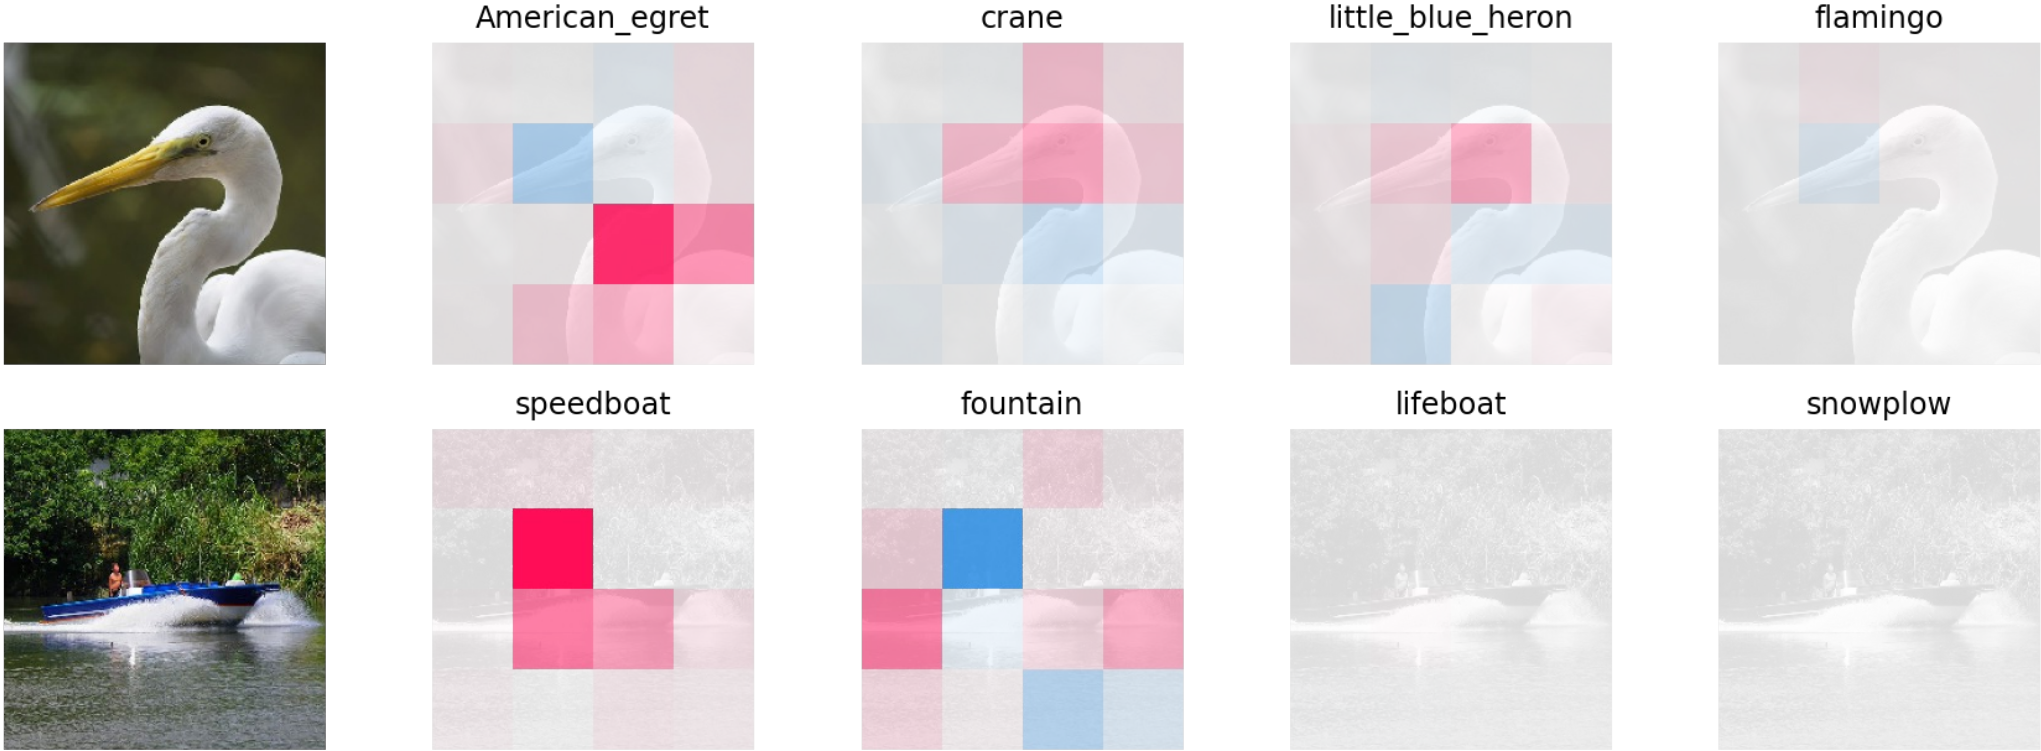 American_egret
crane
little_blue_heron
flamingo
speedboat
fountain
lifeboat
snowplow